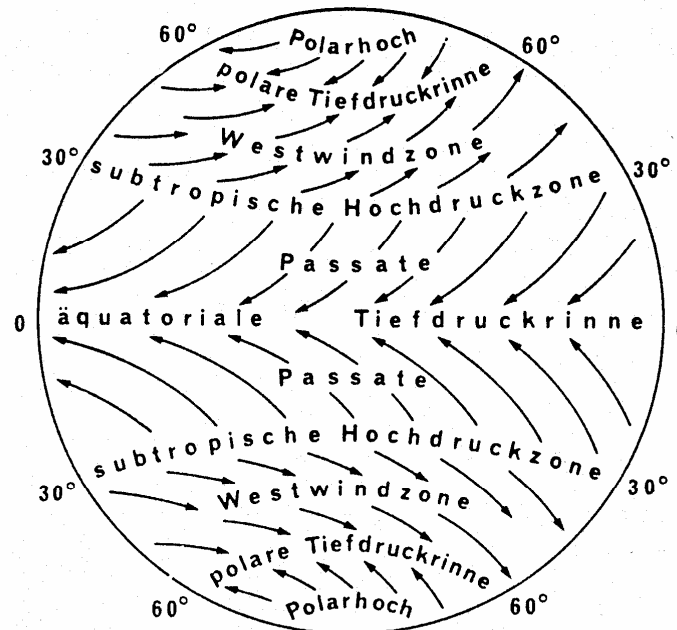 Polarhoch
60° 60°
polare Tiefdruckrinne
Westwindzone
30° 30°
subtropische Hochdruckzone
Passate
0 äquatoriale Tiefdruckrinne
Passate
subtropische Hochdruckzone
30° 30°
Westwindzone
polare Tiefdruckrinne
60° 60°
Polarhoch